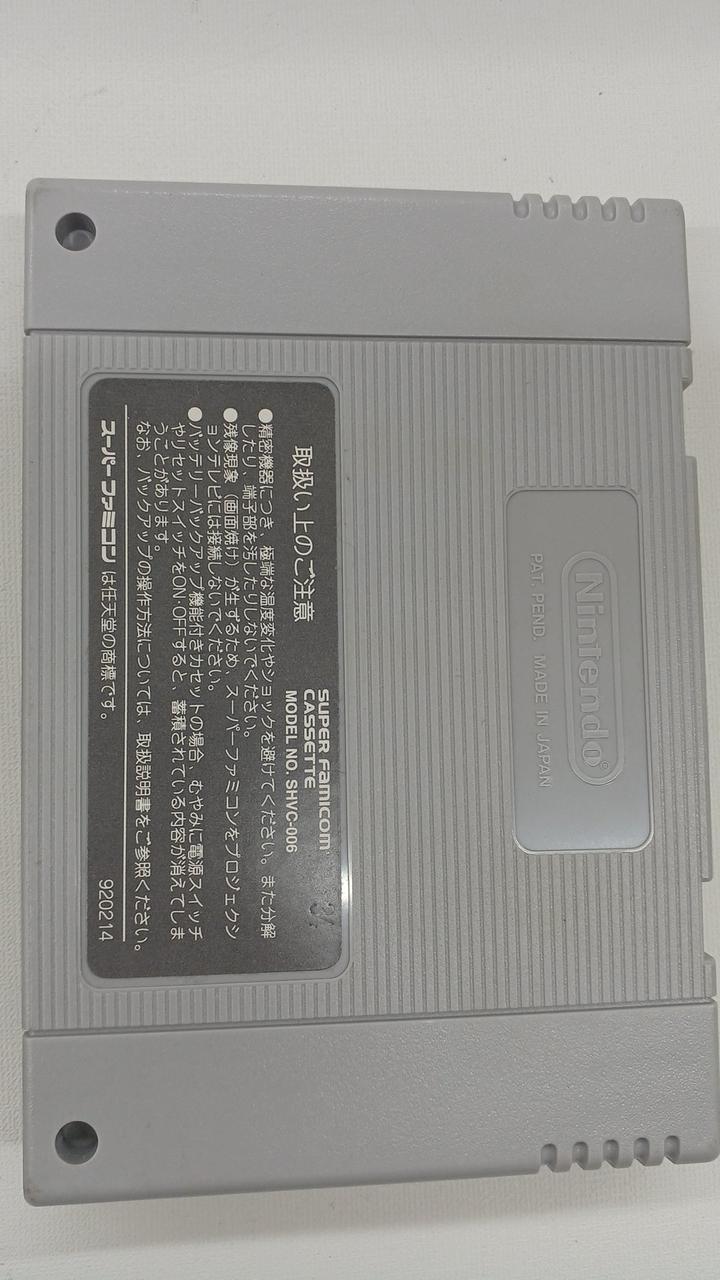 Nintendo®
PAT. PEND. MADE IN JAPAN
SUPER Famicom™
CASSETTE
MODEL NO. SHVC-006
取扱い上のご注意
●精密機器につき、極端な温度変化やショックを避けてください。また分解
したり、端子部を汚したりしないでください。
●残像現象（画面焼け）が生ずるため、スーパーファミコンをプロジェクシ
ョンテレビには接続しないでください。
●バッテリーバックアップ機能付きカセットの場合、むやみに電源スイッチ
やリセットスイッチをON・OFFすると、蓄積されている内容が消えてしま
うことがあります。
なお、バックアップの操作方法については、取扱説明書をご参照ください。
スーパーファミコンは任天堂の商標です。
920214